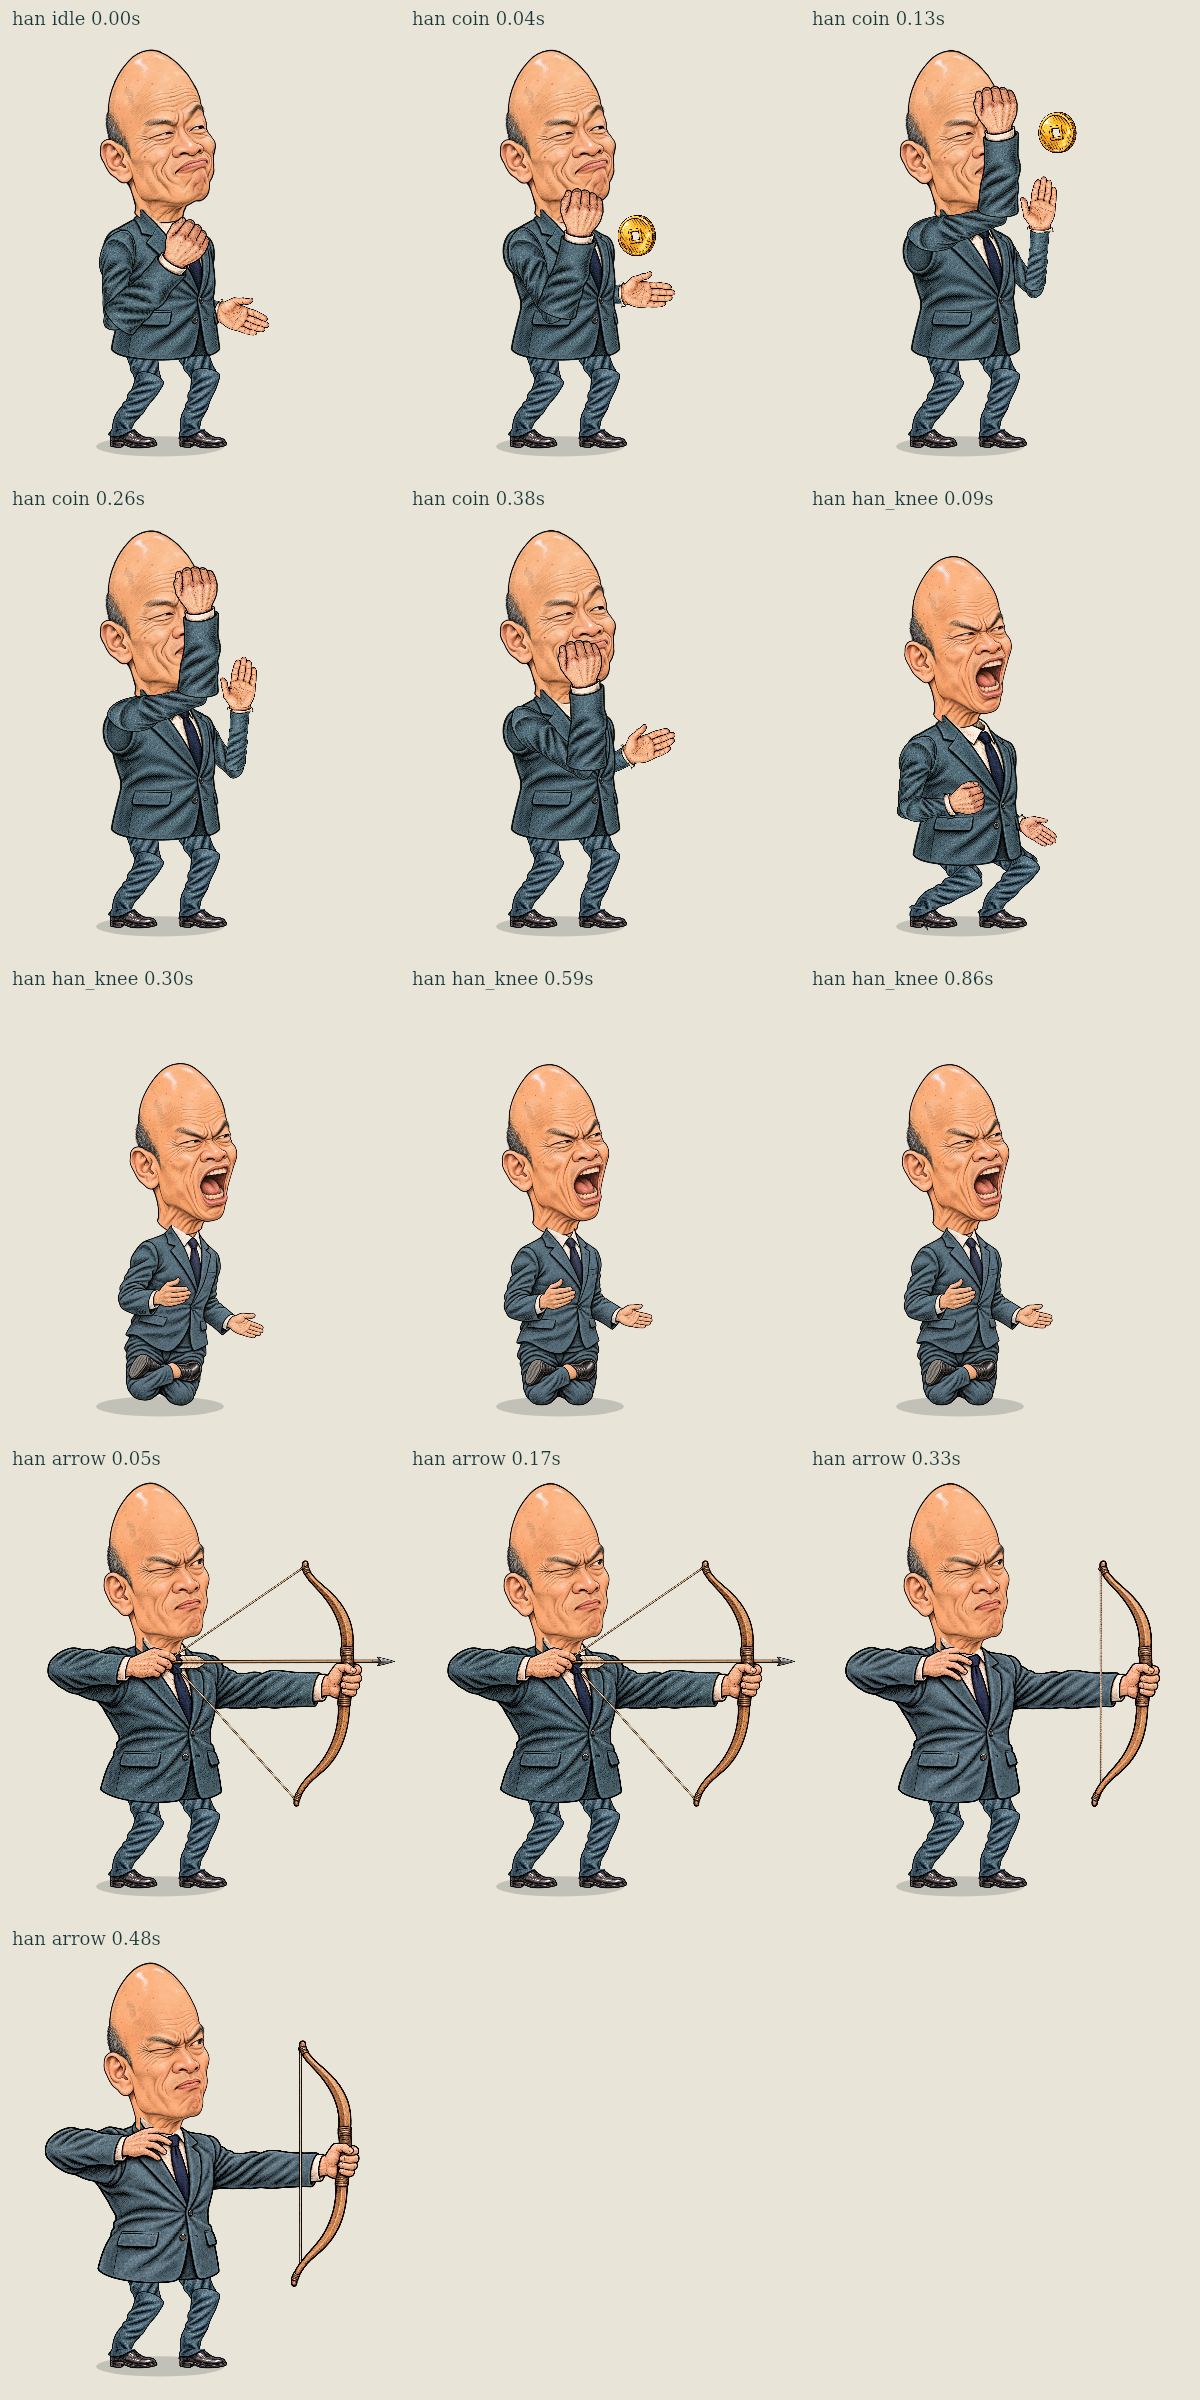 han idle 0.00s
han coin 0.04s
han coin 0.13s
han coin 0.26s
han coin 0.38s
han han_knee 0.09s
han han_knee 0.30s
han han_knee 0.59s
han han_knee 0.86s
han arrow 0.05s
han arrow 0.17s
han arrow 0.33s
han arrow 0.48s